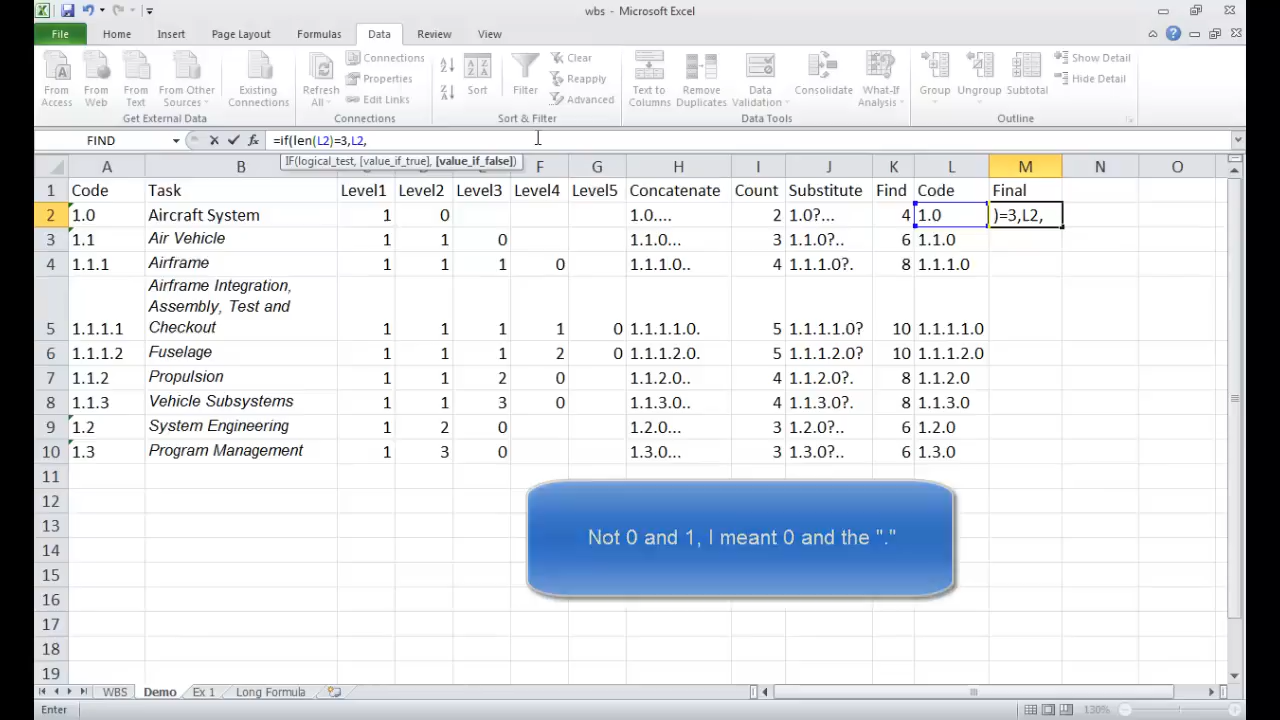 wbs - Microsoft Excel
File Home Insert Page Layout Formulas Data Review View
From Access From Web From Text From Other Sources Existing Connections Refresh All Connections Properties Edit Links Sort Filter Clear Reapply Advanced Text to Columns Remove Duplicates Data Validation Consolidate What-If Analysis Group Ungroup Subtotal Show Detail Hide Detail
Get External Data Connections Sort & Filter Data Tools Outline
FIND fx =if(len(L2)=3,L2,
IF(logical_test, [value_if_true], [value_if_false])
A B F G H I J K L M N O
1 Code Task Level1 Level2 Level3 Level4 Level5 Concatenate Count Substitute Find Code Final
2 1.0 Aircraft System 1 0 1.0.... 2 1.0?... 4 1.0 )=3,L2,
3 1.1 Air Vehicle 1 1 0 1.1.0... 3 1.1.0?.. 6 1.1.0
4 1.1.1 Airframe 1 1 1 0 1.1.1.0.. 4 1.1.1.0?. 8 1.1.1.0
Airframe Integration,
Assembly, Test and
5 1.1.1.1 Checkout 1 1 1 1 0 1.1.1.1.0. 5 1.1.1.1.0? 10 1.1.1.1.0
6 1.1.1.2 Fuselage 1 1 1 2 0 1.1.1.2.0. 5 1.1.1.2.0? 10 1.1.1.2.0
7 1.1.2 Propulsion 1 1 2 0 1.1.2.0.. 4 1.1.2.0?. 8 1.1.2.0
8 1.1.3 Vehicle Subsystems 1 1 3 0 1.1.3.0.. 4 1.1.3.0?. 8 1.1.3.0
9 1.2 System Engineering 1 2 0 1.2.0... 3 1.2.0?.. 6 1.2.0
10 1.3 Program Management 1 3 0 1.3.0... 3 1.3.0?.. 6 1.3.0
11
12
13
14
15
16
17
18
19
Not 0 and 1, I meant 0 and the "."
WBS Demo Ex 1 Long Formula
Enter 130%